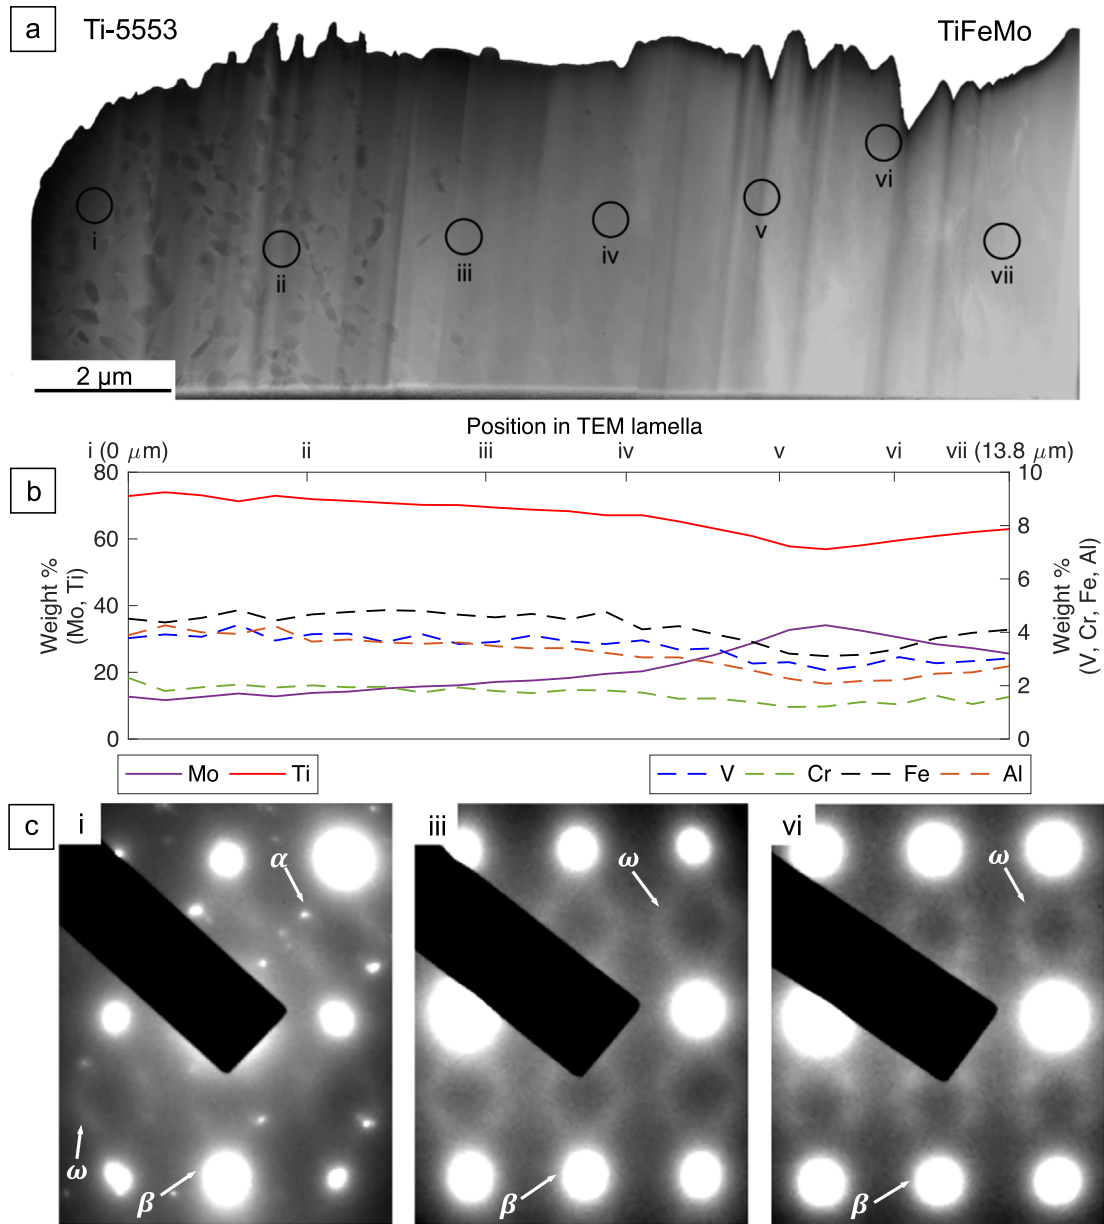 a
Ti-5553
TiFeMo
i
ii
iii
iv
v
vi
vii
2 μm
b
Position in TEM lamella
i (0 μm)
ii
iii
iv
v
vi
vii (13.8 μm)
80
60
40
20
0
Weight %
(Mo, Ti)
10
8
6
4
2
0
Weight %
(V, Cr, Fe, Al)
Mo
Ti
V
Cr
Fe
Al
c
i
α
ω
β
iii
ω
β
vi
ω
β